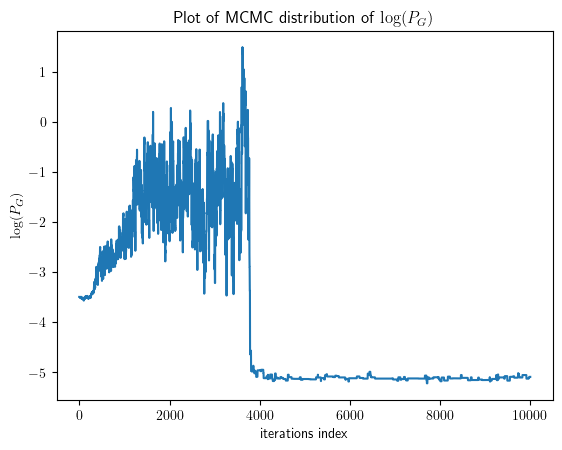 Plot of MCMC distribution of log(P_G)
log(P_G)
1
0
−1
−2
−3
−4
−5
0 2000 4000 6000 8000 10000
iterations index